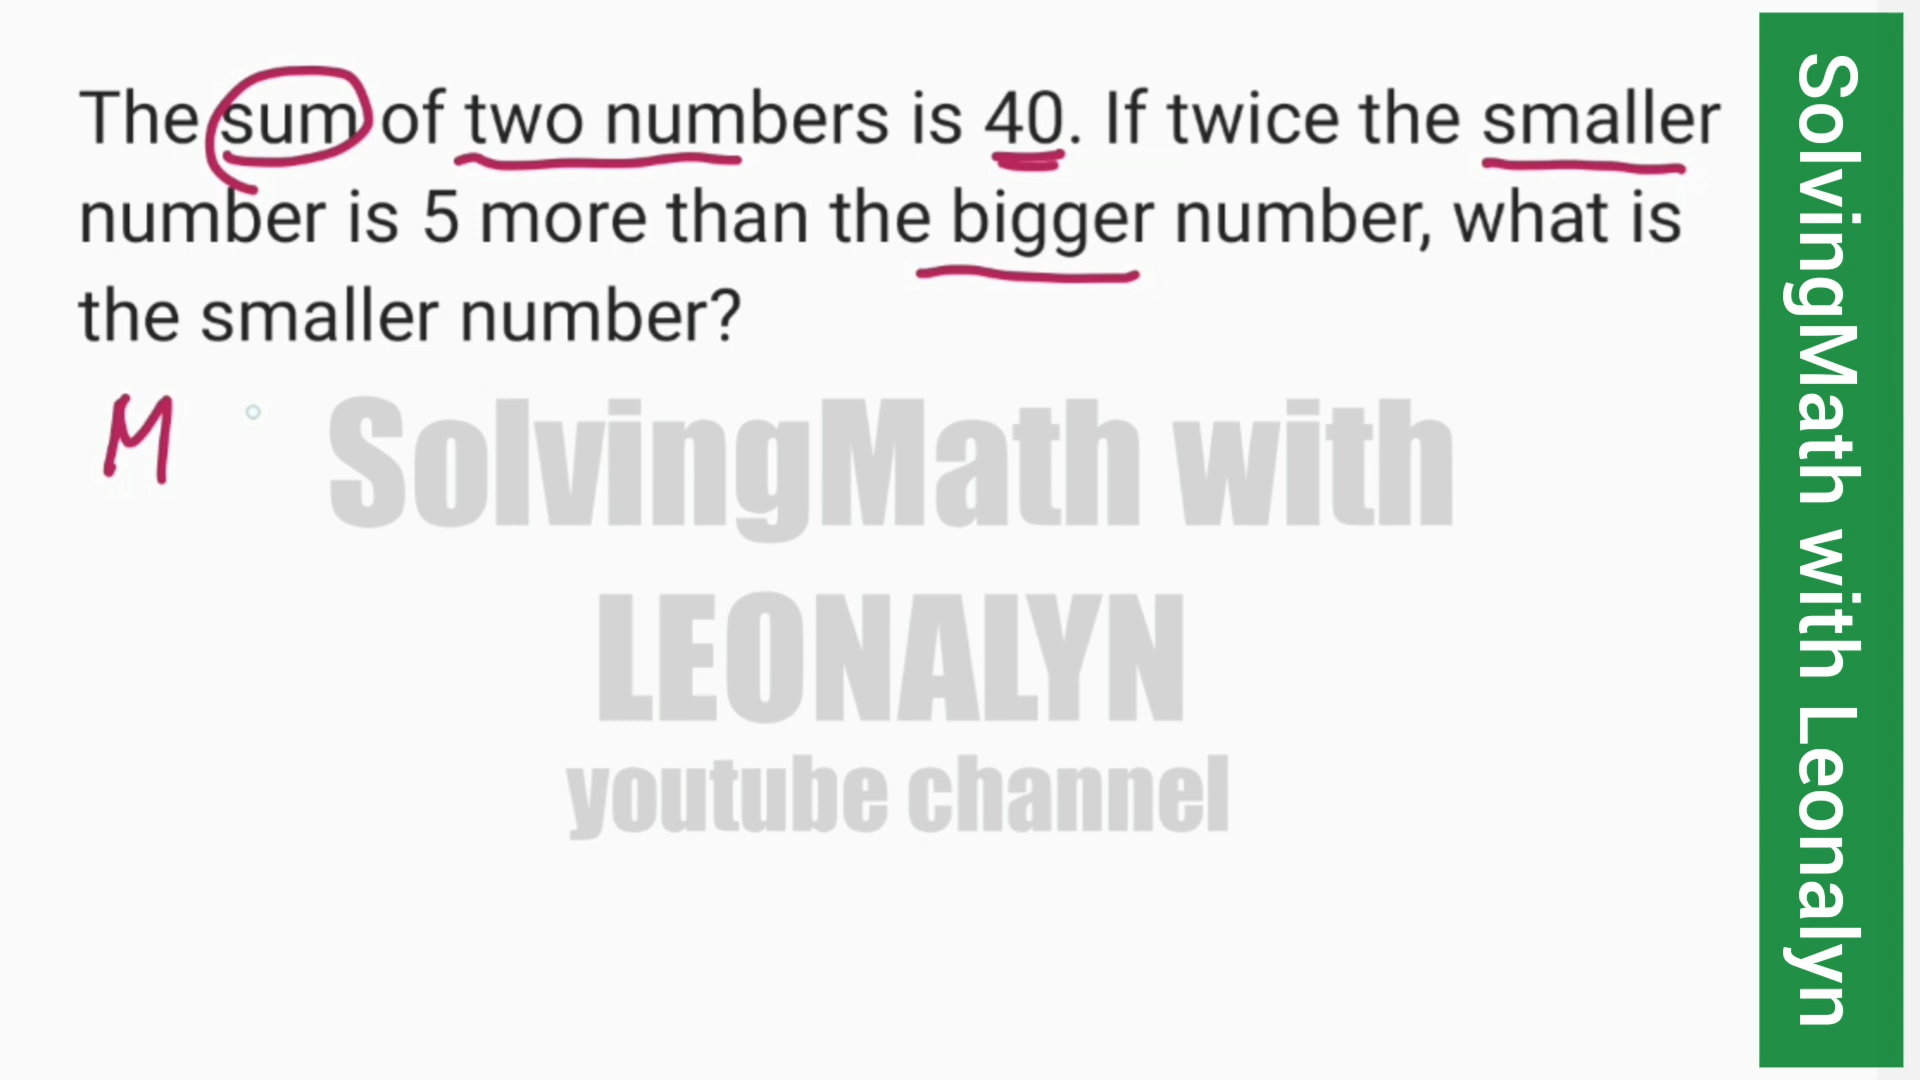 The sum of two numbers is 40. If twice the smaller
number is 5 more than the bigger number, what is
the smaller number?
M
SolvingMath with
LEONALYN
youtube channel
SolvingMath with Leonalyn